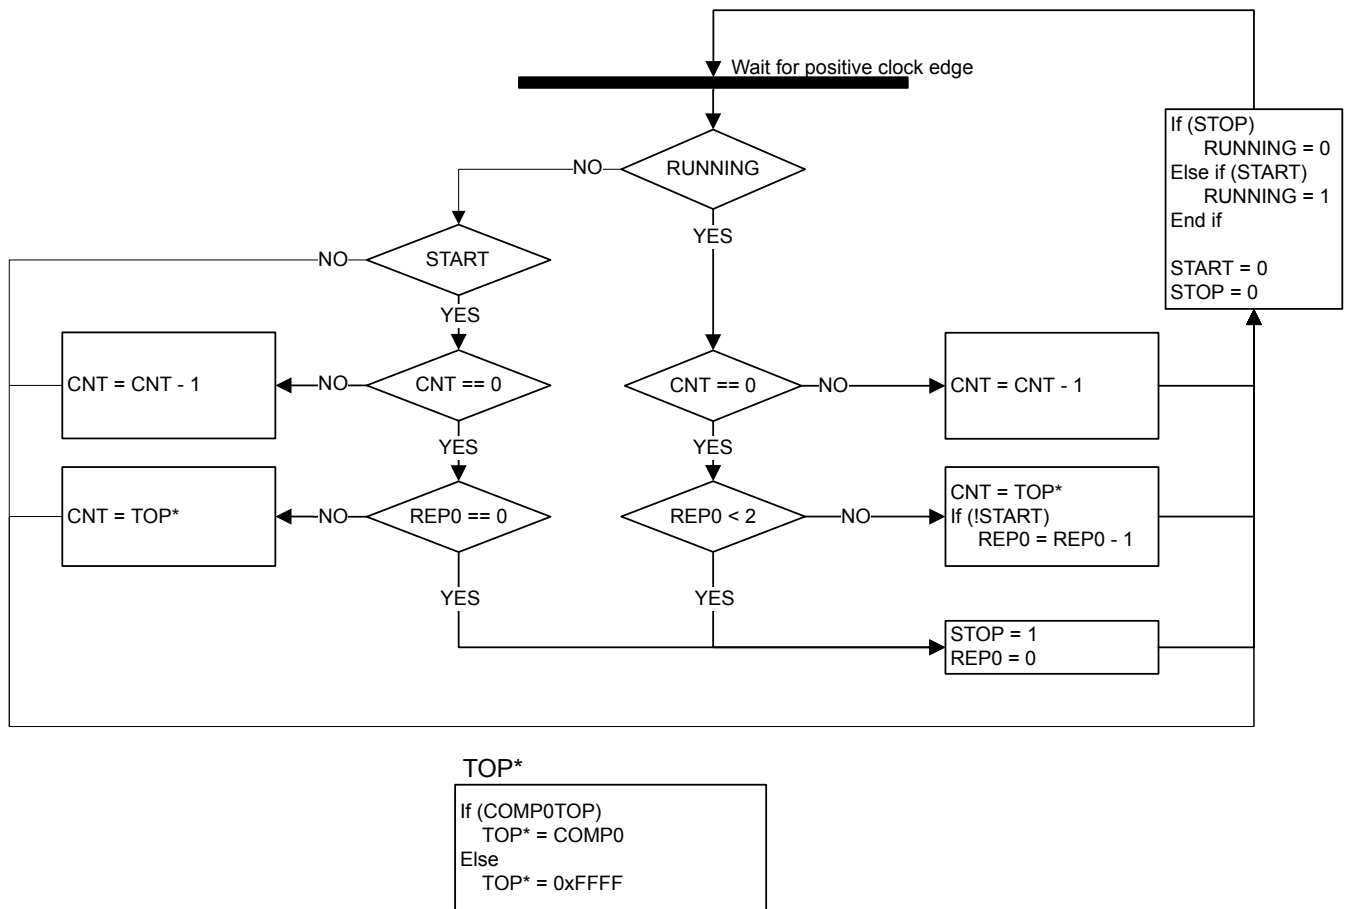 Wait for positive clock edge
If (STOP)
RUNNING = 0
Else if (START)
RUNNING = 1
End if
START = 0
STOP = 0
RUNNING
NO
YES
START
NO
YES
CNT = CNT - 1
NO
CNT == 0
YES
CNT == 0
NO
CNT = CNT - 1
YES
CNT = TOP*
NO
REP0 == 0
YES
REP0 < 2
NO
CNT = TOP*
If (!START)
REP0 = REP0 - 1
YES
STOP = 1
REP0 = 0
TOP*
If (COMP0TOP)
TOP* = COMP0
Else
TOP* = 0xFFFF